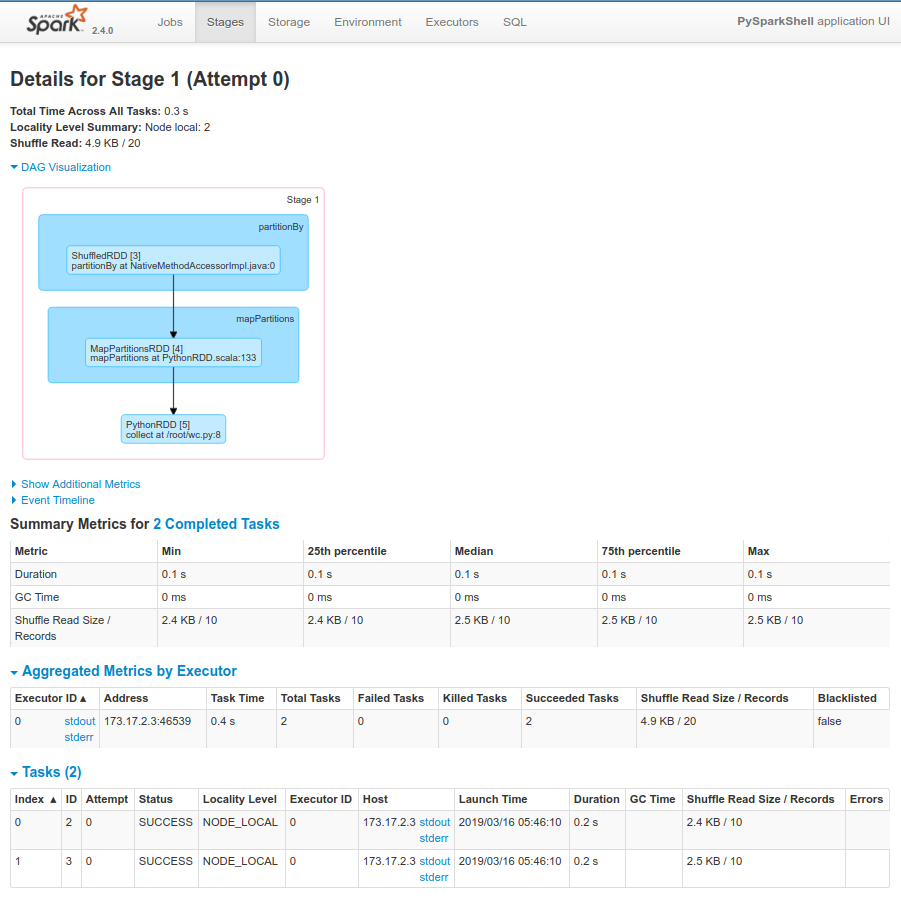 APACHE Spark 2.4.0 Jobs Stages Storage Environment Executors SQL PySparkShell application UI
Details for Stage 1 (Attempt 0)
Total Time Across All Tasks: 0.3 s
Locality Level Summary: Node local: 2
Shuffle Read: 4.9 KB / 20
DAG Visualization
Stage 1
partitionBy
ShuffledRDD [3]
partitionBy at NativeMethodAccessorImpl.java:0
mapPartitions
MapPartitionsRDD [4]
mapPartitions at PythonRDD.scala:133
PythonRDD [5]
collect at /root/wc.py:8
Show Additional Metrics
Event Timeline
Summary Metrics for 2 Completed Tasks
Metric Min 25th percentile Median 75th percentile Max
Duration 0.1 s 0.1 s 0.1 s 0.1 s 0.1 s
GC Time 0 ms 0 ms 0 ms 0 ms 0 ms
Shuffle Read Size / 2.4 KB / 10 2.4 KB / 10 2.5 KB / 10 2.5 KB / 10 2.5 KB / 10
Records
Aggregated Metrics by Executor
Executor ID ▲ Address Task Time Total Tasks Failed Tasks Killed Tasks Succeeded Tasks Shuffle Read Size / Records Blacklisted
0 stdout 173.17.2.3:46539 0.4 s 2 0 0 2 4.9 KB / 20 false
stderr
Tasks (2)
Index ▲ ID Attempt Status Locality Level Executor ID Host Launch Time Duration GC Time Shuffle Read Size / Records Errors
0 2 0 SUCCESS NODE_LOCAL 0 173.17.2.3 stdout 2019/03/16 05:46:10 0.2 s 2.4 KB / 10
stderr
1 3 0 SUCCESS NODE_LOCAL 0 173.17.2.3 stdout 2019/03/16 05:46:10 0.2 s 2.5 KB / 10
stderr